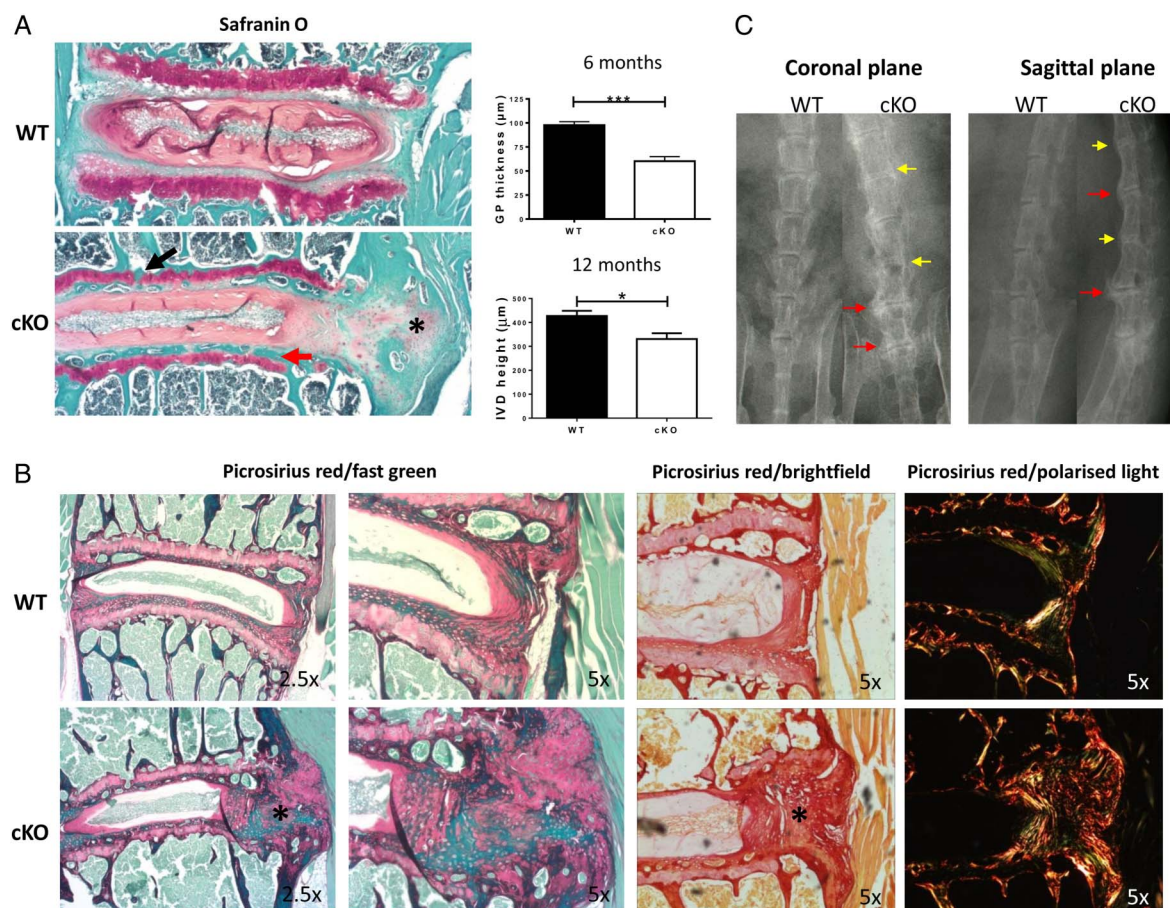 A
Safranin O
WT
cKO
*
6 months
***
GP thickness (µm)
125
100
75
50
25
0
WT
cKO
12 months
*
IVD height (µm)
500
400
300
200
100
0
WT
cKO
C
Coronal plane
Sagittal plane
WT
cKO
WT
cKO
B
Picrosirius red/fast green
Picrosirius red/brightfield
Picrosirius red/polarised light
WT
2.5x
5x
5x
5x
cKO
*
*
2.5x
5x
5x
5x